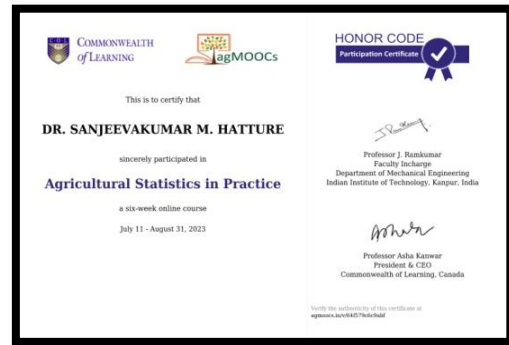 COL
COMMONWEALTH
of LEARNING
agMOOCs
This is to certify that
DR. SANJEEVAKUMAR M. HATTURE
sincerely participated in
Agricultural Statistics in Practice
a six-week online course
July 11 - August 31, 2023
HONOR CODE
Participation Certificate
Professor J. Ramkumar
Faculty Incharge
Department of Mechanical Engineering
Indian Institute of Technology, Kanpur, India
Professor Asha Kanwar
President & CEO
Commonwealth of Learning, Canada
Verify the authenticity of this certificate at